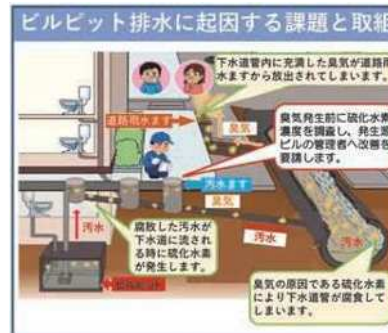 ビルピット排水に起因する課題と取組
下水道管内に充満した臭気が道路雨
水ますから放出されてしまいます。
道路雨水ます
臭気
臭気発生前に硫化水素
濃度を調査し、発生源
ビルの管理者へ改善を
要請します。
汚水ます
臭気
汚水
腐敗した汚水が
下水道に流され
る時に硫化水素
が発生します。
汚水
汚水
ビルピット
臭気の原因である硫化水素
により下水道管が腐食して
しまいます。